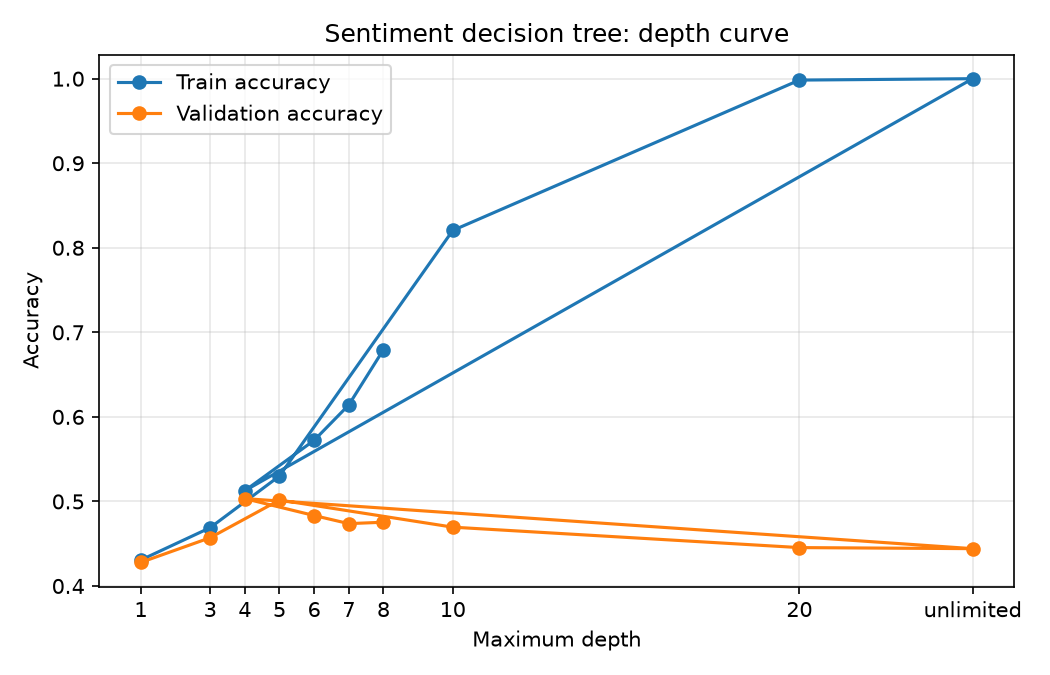 Sentiment decision tree: depth curve
Train accuracy
Validation accuracy
1.0
0.9
0.8
0.7
0.6
0.5
0.4
Accuracy
1 3 4 5 6 7 8 10 20 unlimited
Maximum depth